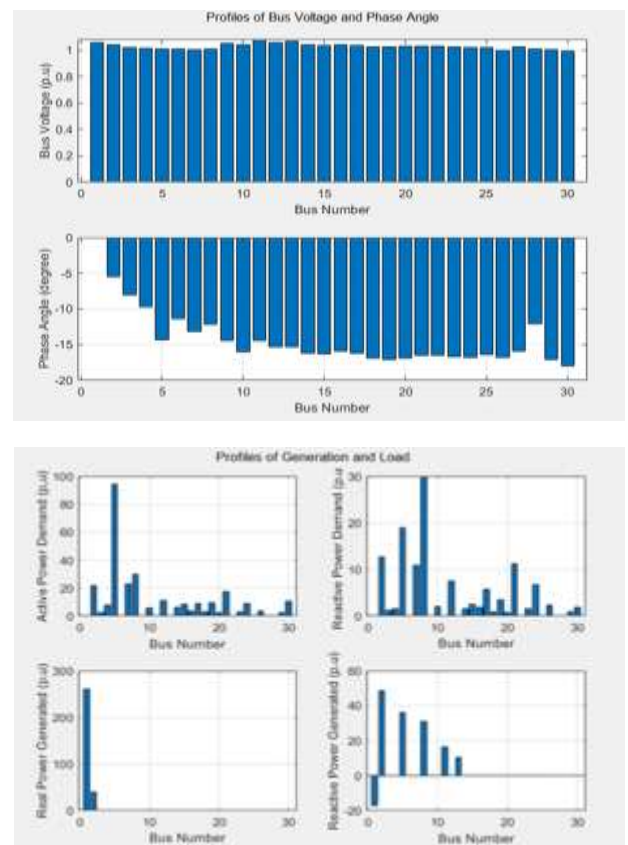 Profiles of Bus Voltage and Phase Angle
Bus Voltage (p.u)
1
0.8
0.6
0.4
0.2
0
0 5 10 15 20 25 30
Bus Number
Phase Angle (degree)
0
-5
-10
-15
-20
0 5 10 15 20 25 30
Bus Number
Profiles of Generation and Load
Active Power Demand (p.u)
100
80
60
40
20
0
0 10 20 30
Bus Number
Reactive Power Demand (p.u
30
20
10
0
0 10 20 30
Bus Number
Real Power Generated (p.u)
300
200
100
0
0 10 20 30
Bus Number
Reactive Power Generated (p.u)
60
40
20
0
-20
0 10 20 30
Bus Number